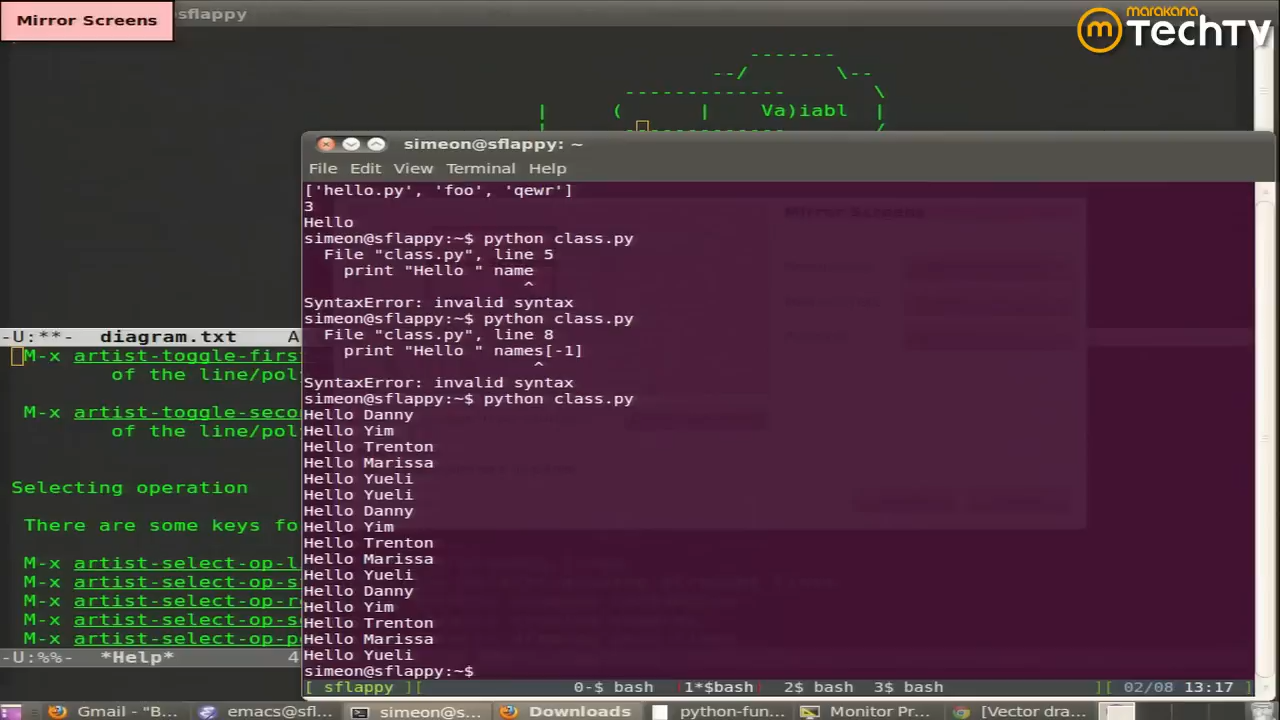 Mirror Screens
sflappy
marakana
TechTV
-------
--/ \--
------------- \
| ( | Va)iabl |
simeon@sflappy: ~
File Edit View Terminal Help
['hello.py', 'foo', 'qewr']
3
Hello
simeon@sflappy:~$ python class.py
File "class.py", line 5
print "Hello " name
^
SyntaxError: invalid syntax
simeon@sflappy:~$ python class.py
File "class.py", line 8
print "Hello " names[-1]
^
SyntaxError: invalid syntax
simeon@sflappy:~$ python class.py
Hello Danny
Hello Yim
Hello Trenton
Hello Marissa
Hello Yueli
Hello Yueli
Hello Danny
Hello Yim
Hello Trenton
Hello Marissa
Hello Yueli
Hello Danny
Hello Yim
Hello Trenton
Hello Marissa
Hello Yueli
simeon@sflappy:~$
[ sflappy ][ 0-$ bash (1*$bash) 2$ bash 3$ bash ][ 02/08 13:17 ]
-U:**- diagram.txt A
M-x artist-toggle-first
of the line/pol
M-x artist-toggle-seco
of the line/pol
Selecting operation
There are some keys fo
M-x artist-select-op-l
M-x artist-select-op-s
M-x artist-select-op-re
M-x artist-select-op-s
M-x artist-select-op-p
-U:%%- *Help* 4
Gmail - "B... emacs@sfl... simeon@s... Downloads python-fun... Monitor Pr... [Vector dra...